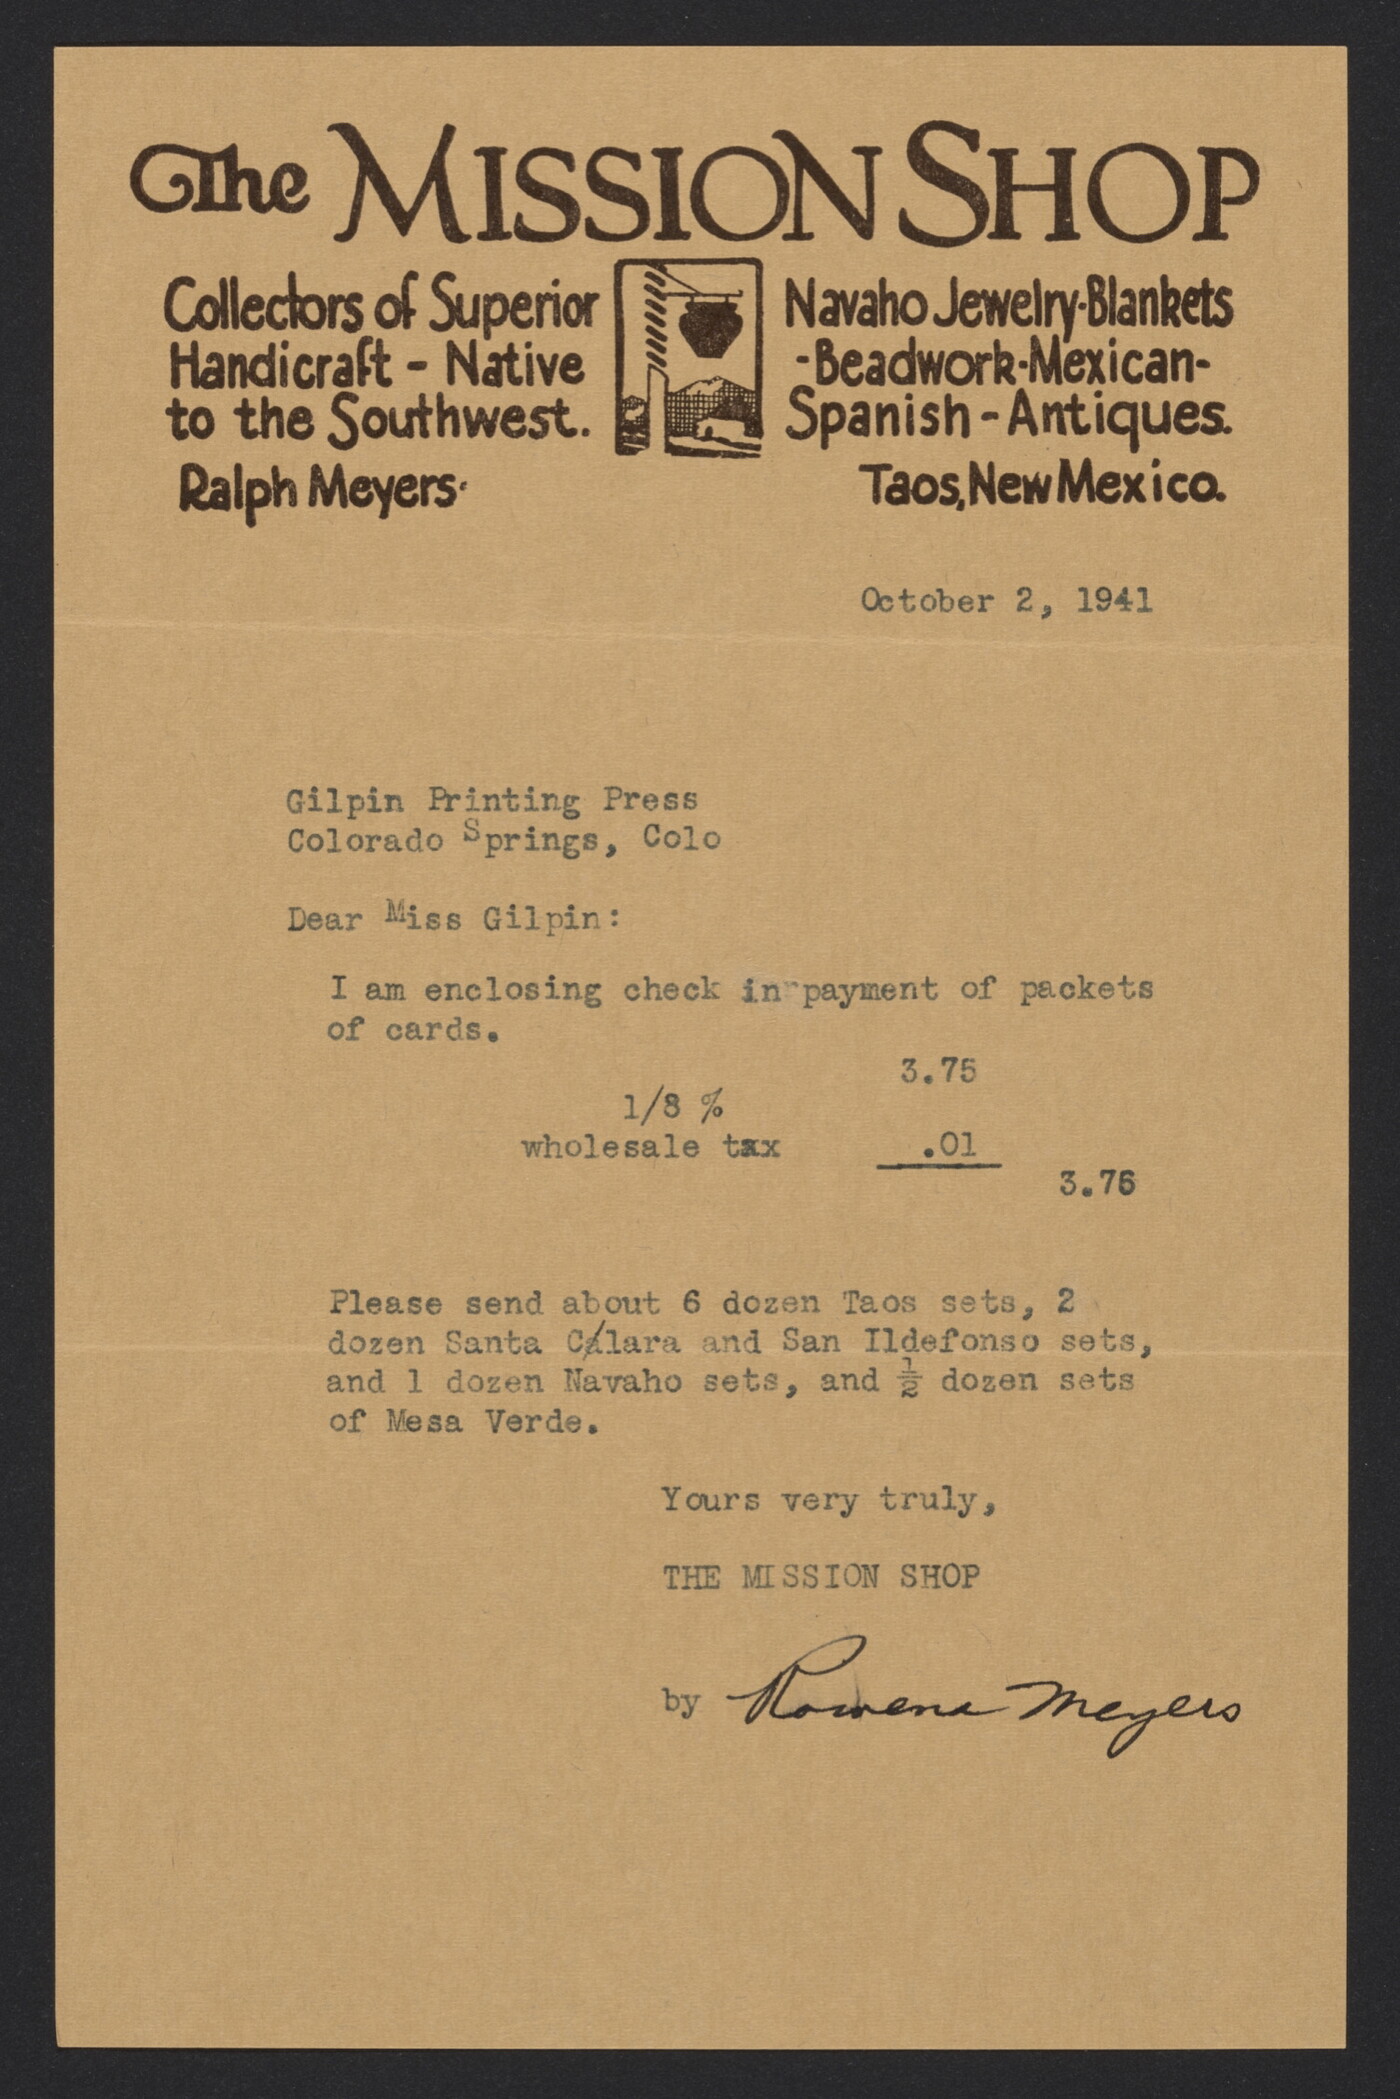 The MISSION SHOP
Collectors of Superior
Handicraft - Native
to the Southwest.
Ralph Meyers.
Navaho Jewelry-Blankets
-Beadwork-Mexican-
Spanish-Antiques.
Taos, New Mexico.
October 2, 1941
Gilpin Printing Press
Colorado Springs, Colo
Dear Miss Gilpin:
I am enclosing check in payment of packets
of cards.
3.75
1/8 %
wholesale tax .01
3.76
Please send about 6 dozen Taos sets, 2
dozen Santa Clara and San Ildefonso sets,
and 1 dozen Navaho sets, and ½ dozen sets
of Mesa Verde.
Yours very truly,
THE MISSION SHOP
by Rowena Meyers